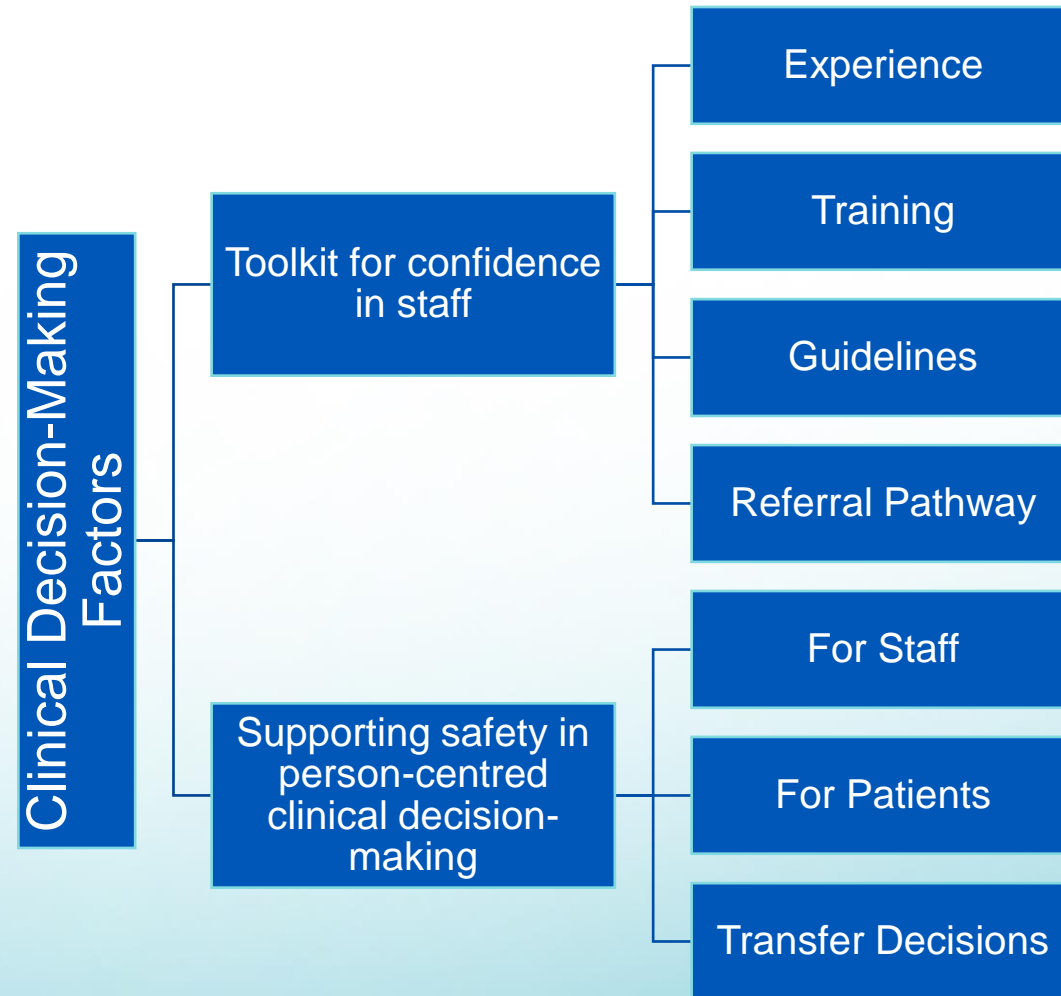 Clinical Decision-Making
Factors
Toolkit for confidence
in staff
Experience
Training
Guidelines
Referral Pathway
Supporting safety in
person-centred
clinical decision-
making
For Staff
For Patients
Transfer Decisions